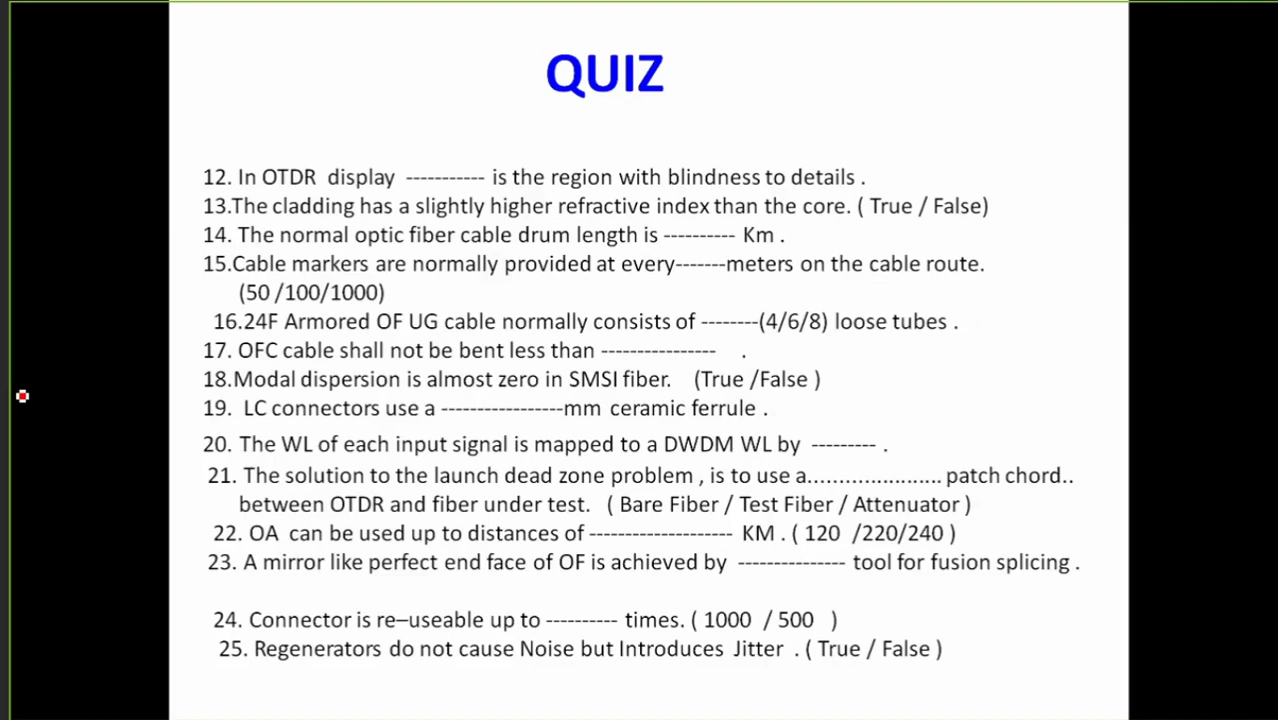 QUIZ
12. In OTDR display ----------- is the region with blindness to details .
13.The cladding has a slightly higher refractive index than the core. ( True / False)
14. The normal optic fiber cable drum length is ---------- Km .
15.Cable markers are normally provided at every-------meters on the cable route.
(50 /100/1000)
16.24F Armored OF UG cable normally consists of --------(4/6/8) loose tubes .
17. OFC cable shall not be bent less than ---------------- .
18.Modal dispersion is almost zero in SMSI fiber. (True /False )
19. LC connectors use a -----------------mm ceramic ferrule .
20. The WL of each input signal is mapped to a DWDM WL by --------- .
21. The solution to the launch dead zone problem , is to use a..................... patch chord..
between OTDR and fiber under test. ( Bare Fiber / Test Fiber / Attenuator )
22. OA can be used up to distances of -------------------- KM . ( 120 /220/240 )
23. A mirror like perfect end face of OF is achieved by --------------- tool for fusion splicing .
24. Connector is re–useable up to ---------- times. ( 1000 / 500 )
25. Regenerators do not cause Noise but Introduces Jitter . ( True / False )